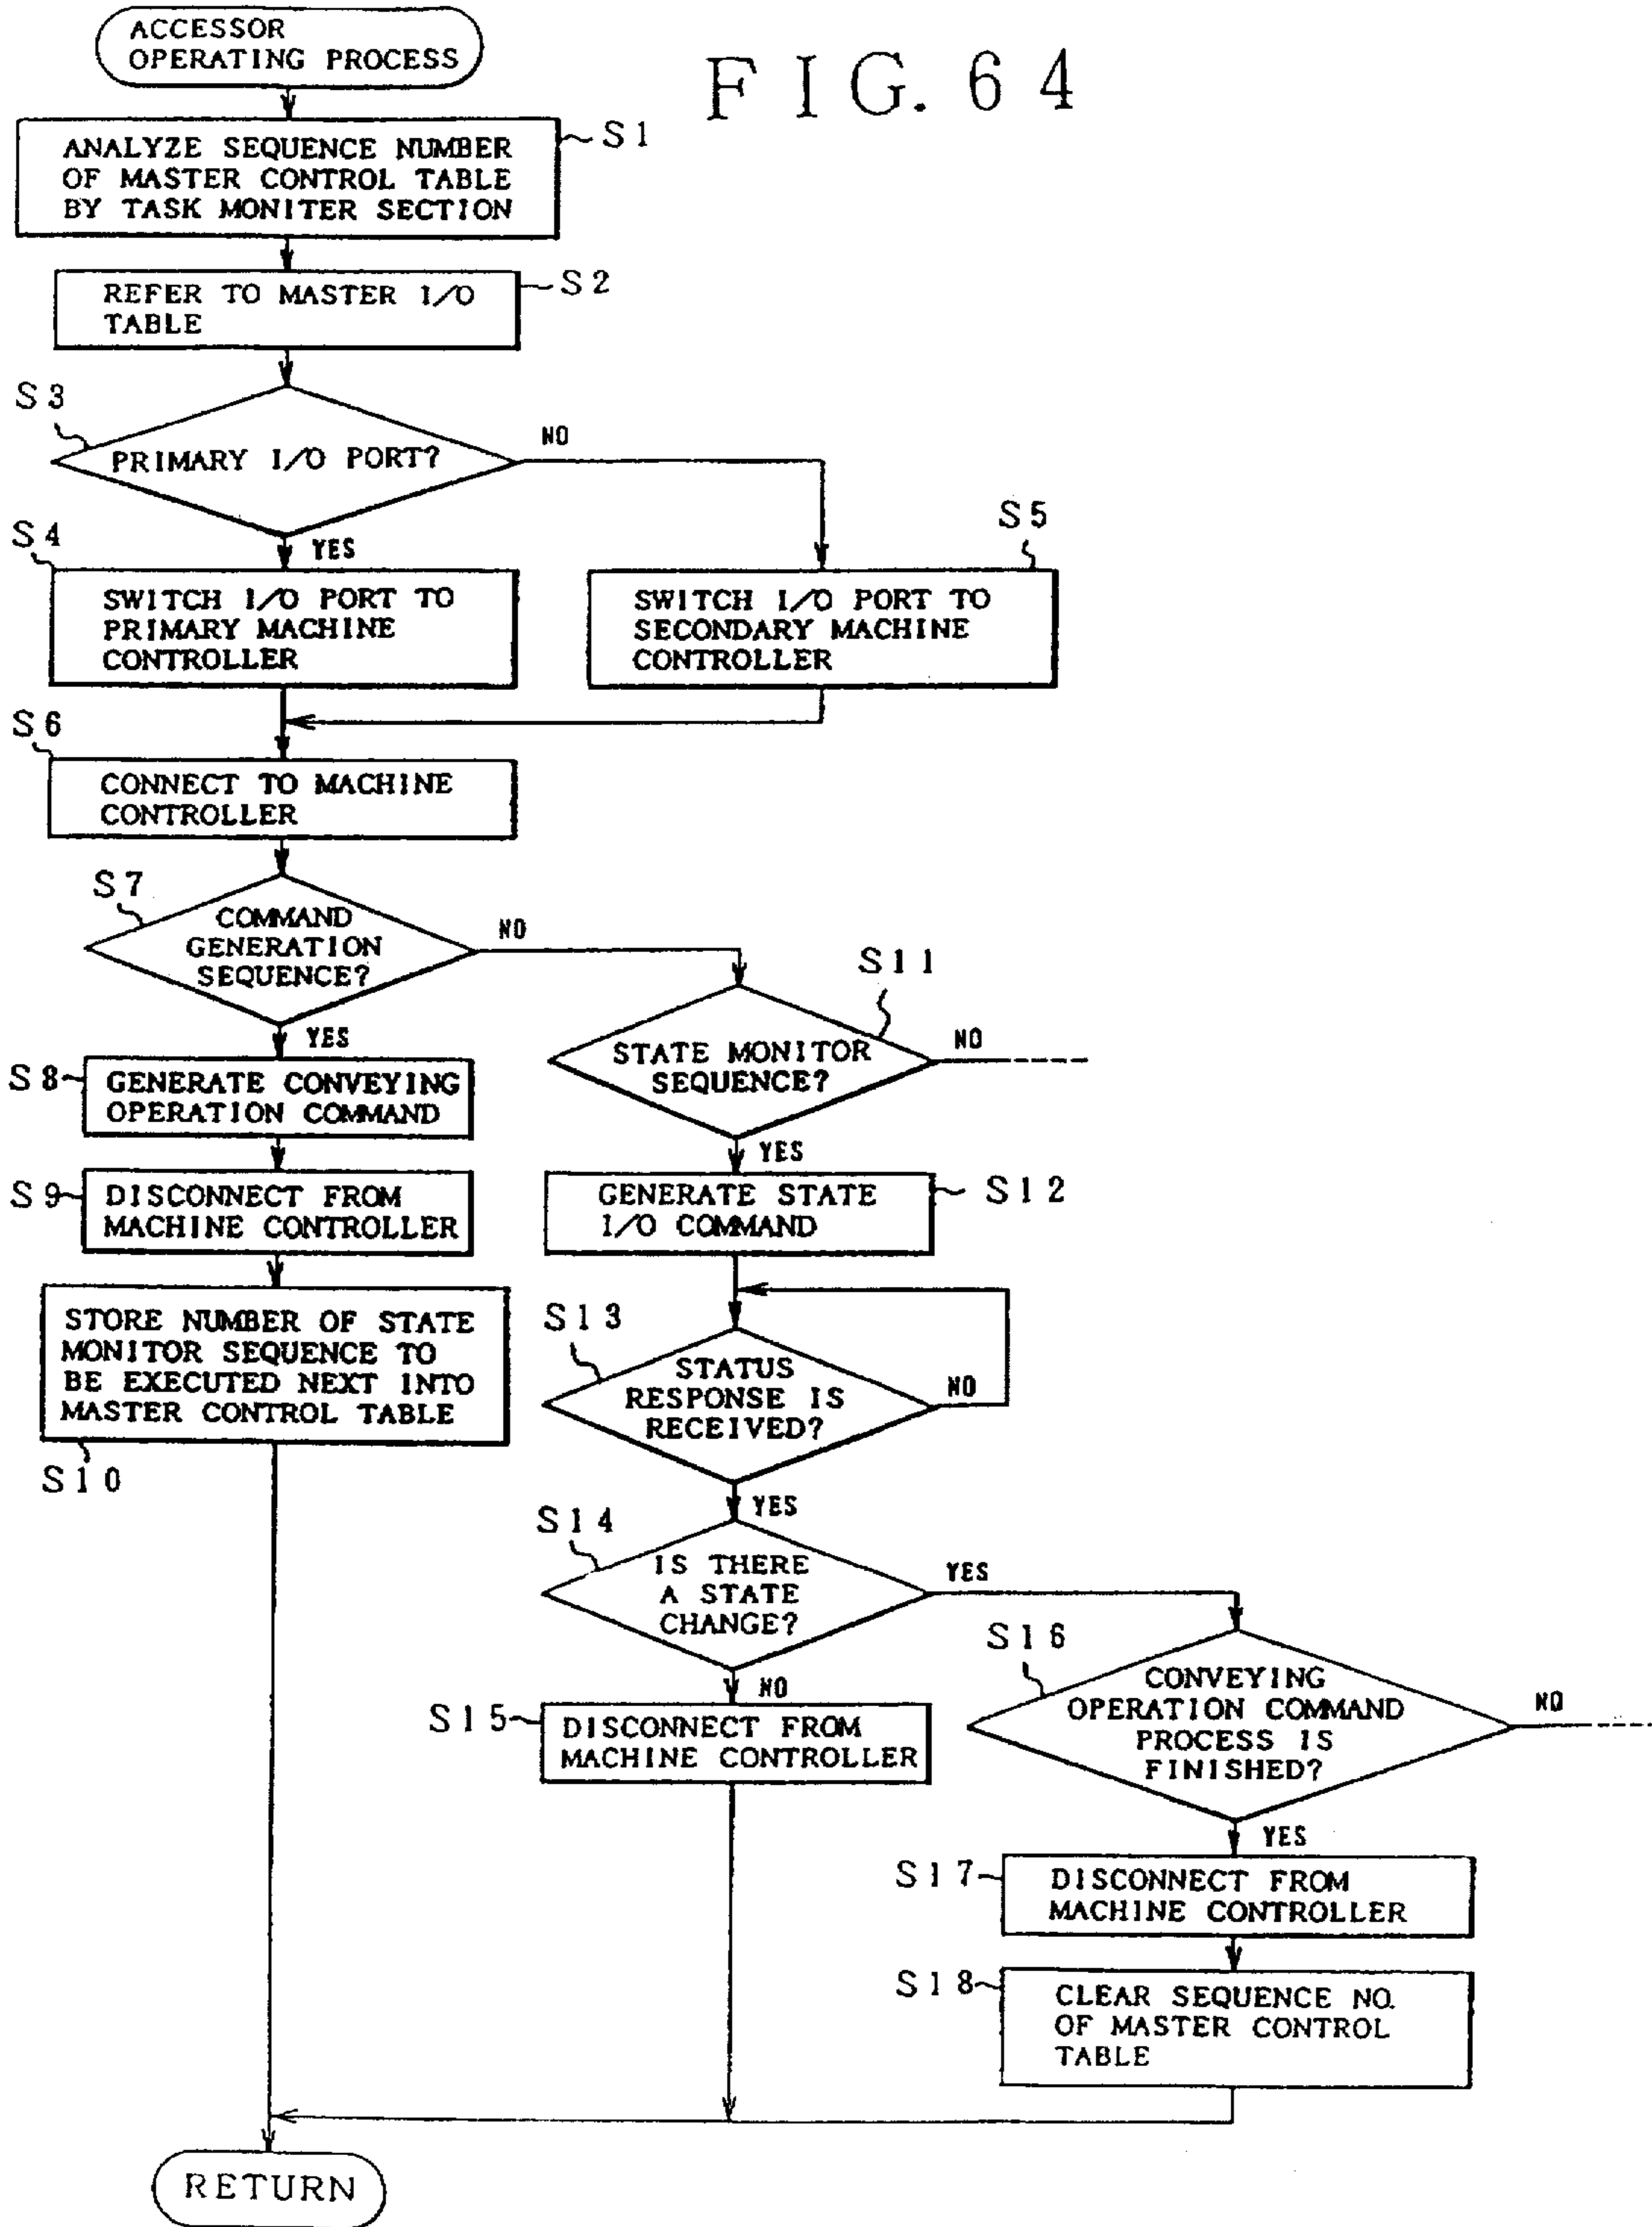 FIG. 64
ACCESSOR
OPERATING PROCESS
S1
ANALYZE SEQUENCE NUMBER
OF MASTER CONTROL TABLE
BY TASK MONITER SECTION
S2
REFER TO MASTER I/O
TABLE
S3
PRIMARY I/O PORT?
NO
YES
S4
SWITCH I/O PORT TO
PRIMARY MACHINE
CONTROLLER
S5
SWITCH I/O PORT TO
SECONDARY MACHINE
CONTROLLER
S6
CONNECT TO MACHINE
CONTROLLER
S7
COMMAND
GENERATION
SEQUENCE?
NO
YES
S8
GENERATE CONVEYING
OPERATION COMMAND
S9
DISCONNECT FROM
MACHINE CONTROLLER
STORE NUMBER OF STATE
MONITOR SEQUENCE TO
BE EXECUTED NEXT INTO
MASTER CONTROL TABLE
S10
S11
STATE MONITOR
SEQUENCE?
NO
YES
S12
GENERATE STATE
I/O COMMAND
S13
STATUS
RESPONSE IS
RECEIVED?
NO
YES
S14
IS THERE
A STATE
CHANGE?
YES
NO
S15
DISCONNECT FROM
MACHINE CONTROLLER
S16
CONVEYING
OPERATION COMMAND
PROCESS IS
FINISHED?
NO
YES
S17
DISCONNECT FROM
MACHINE CONTROLLER
S18
CLEAR SEQUENCE NO.
OF MASTER CONTROL
TABLE
RETURN